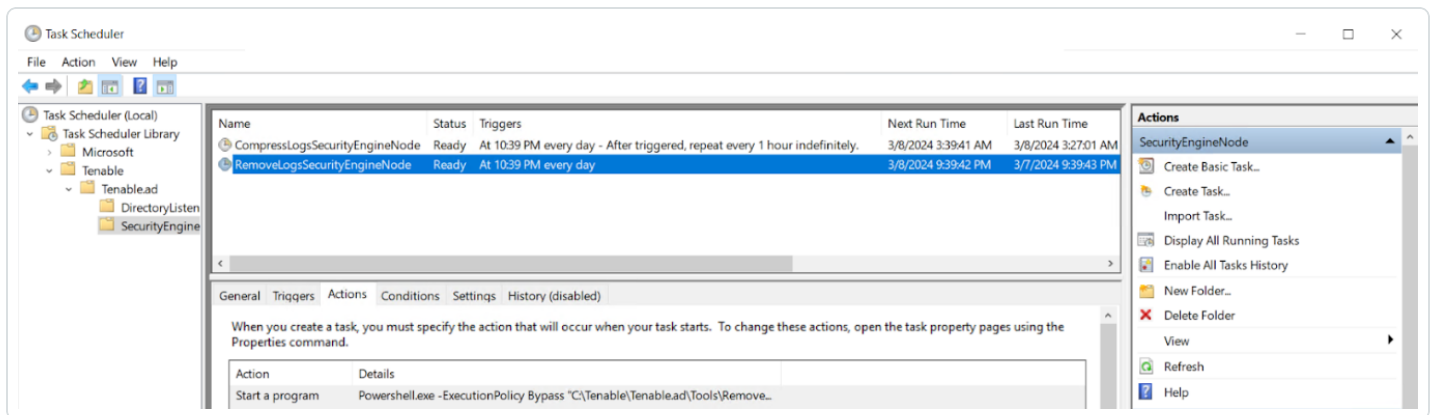 Task Scheduler
File Action View Help
Task Scheduler (Local)
Task Scheduler Library
Microsoft
Tenable
Tenable.ad
DirectoryListen
SecurityEngine
Name Status Triggers Next Run Time Last Run Time
CompressLogsSecurityEngineNode Ready At 10:39 PM every day - After triggered, repeat every 1 hour indefinitely. 3/8/2024 3:39:41 AM 3/8/2024 3:27:01 AM
RemoveLogsSecurityEngineNode Ready At 10:39 PM every day 3/8/2024 9:39:42 PM 3/7/2024 9:39:43 PM
General Triggers Actions Conditions Settings History (disabled)
When you create a task, you must specify the action that will occur when your task starts. To change these actions, open the task property pages using the
Properties command.
Action Details
Start a program Powershell.exe -ExecutionPolicy Bypass "C:\Tenable\Tenable.ad\Tools\Remove...
Actions
SecurityEngineNode
Create Basic Task...
Create Task...
Import Task...
Display All Running Tasks
Enable All Tasks History
New Folder...
Delete Folder
View
Refresh
Help